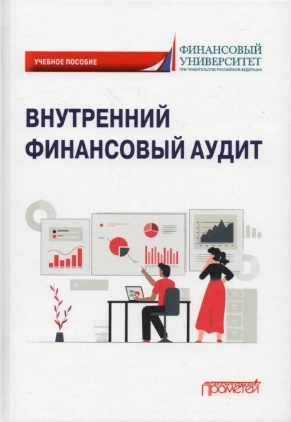 УЧЕБНОЕ ПОСОБИЕ
ФИНАНСОВЫЙ
УНИВЕРСИТЕТ
ПРИ ПРАВИТЕЛЬСТВЕ РОССИЙСКОЙ ФЕДЕРАЦИИ
ВНУТРЕННИЙ
ФИНАНСОВЫЙ АУДИТ
Прометей